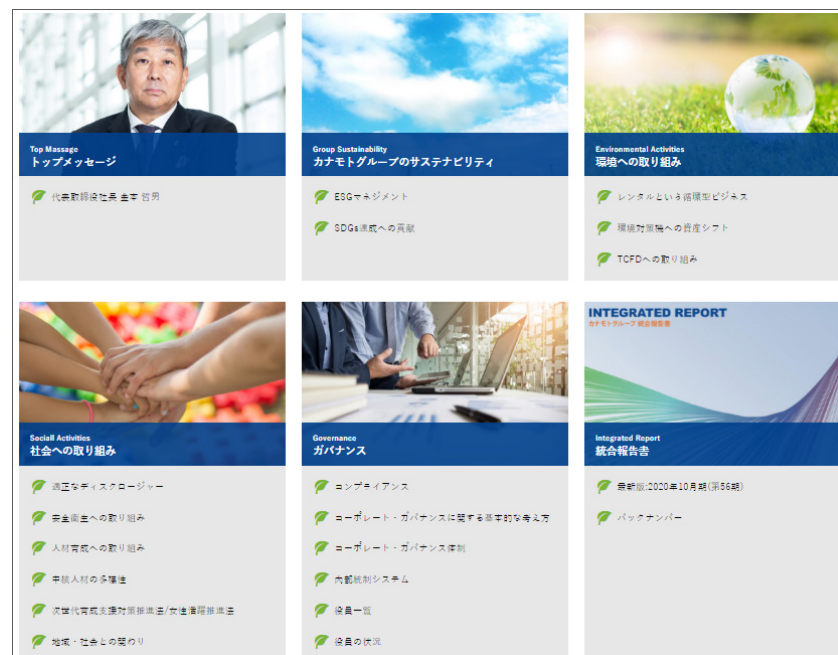 Top Massage
トップメッセージ
代表取締役社長 金本 哲男
Group Sustainability
カナモトグループのサステナビリティ
ESGマネジメント
SDGs達成への貢献
Environmental Activities
環境への取り組み
レンタルという循環型ビジネス
環境対策機への資産シフト
TCFDへの取り組み
Sociall Activities
社会への取り組み
適正なディスクロージャー
安全衛生への取り組み
人材育成への取り組み
中核人材の多様性
次世代育成支援対策推進法/女性活躍推進法
地域・社会との関わり
Governance
ガバナンス
コンプライアンス
コーポレート・ガバナンスに関する基本的な考え方
コーポレート・ガバナンス体制
内部統制システム
役員一覧
役員の状況
INTEGRATED REPORT
カナモトグループ 統合報告書
Integrated Report
統合報告書
最新版:2020年10月期(第56期)
バックナンバー